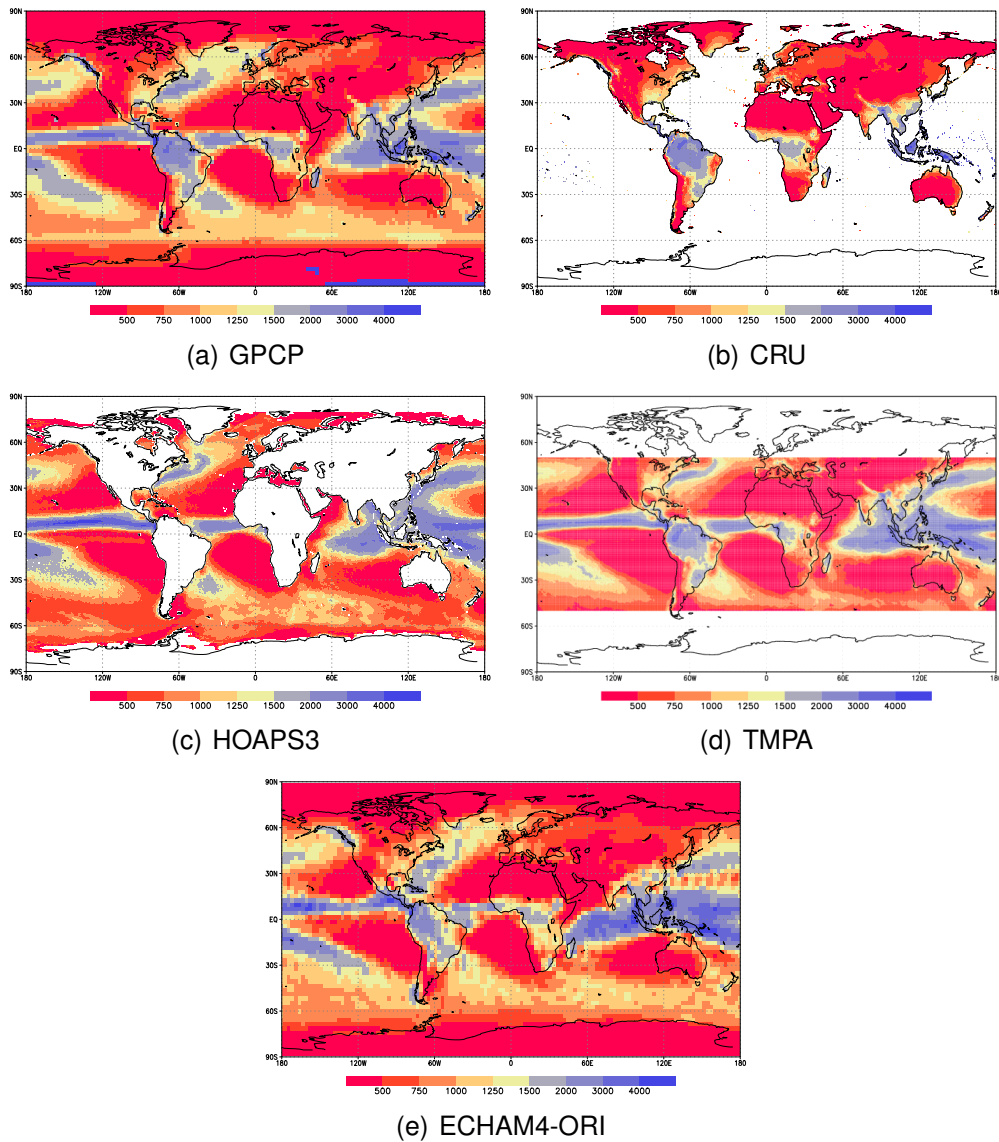 90N
60N
30N
EQ
30S
60S
90S
180 120W 60W 0 60E 120E 180
500 750 1000 1250 1500 2000 3000 4000
(a) GPCP
90N
60N
30N
EQ
30S
60S
90S
180 120W 60W 0 60E 120E 180
500 750 1000 1250 1500 2000 3000 4000
(b) CRU
90N
60N
30N
EQ
30S
60S
90S
180 120W 60W 0 60E 120E 180
500 750 1000 1250 1500 2000 3000 4000
(c) HOAPS3
90N
60N
30N
EQ
30S
60S
90S
180 120W 60W 0 60E 120E 180
500 750 1000 1250 1500 2000 3000 4000
(d) TMPA
90N
60N
30N
EQ
30S
60S
90S
180 120W 60W 0 60E 120E 180
500 750 1000 1250 1500 2000 3000 4000
(e) ECHAM4-ORI